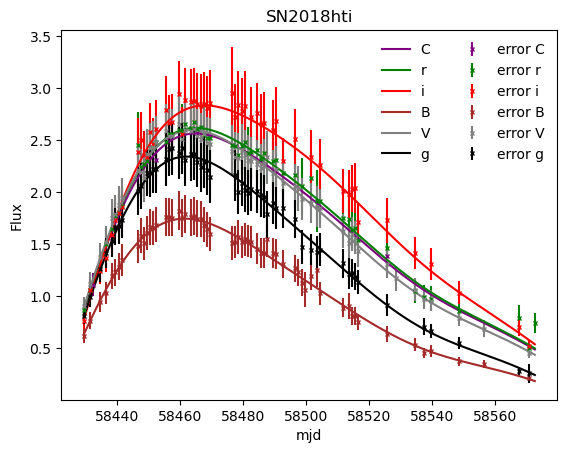 SN2018hti
3.5
3.0
2.5
2.0
1.5
1.0
0.5
Flux
C
r
i
B
V
g
error C
error r
error i
error B
error V
error g
58440
58460
58480
58500
58520
58540
58560
mjd